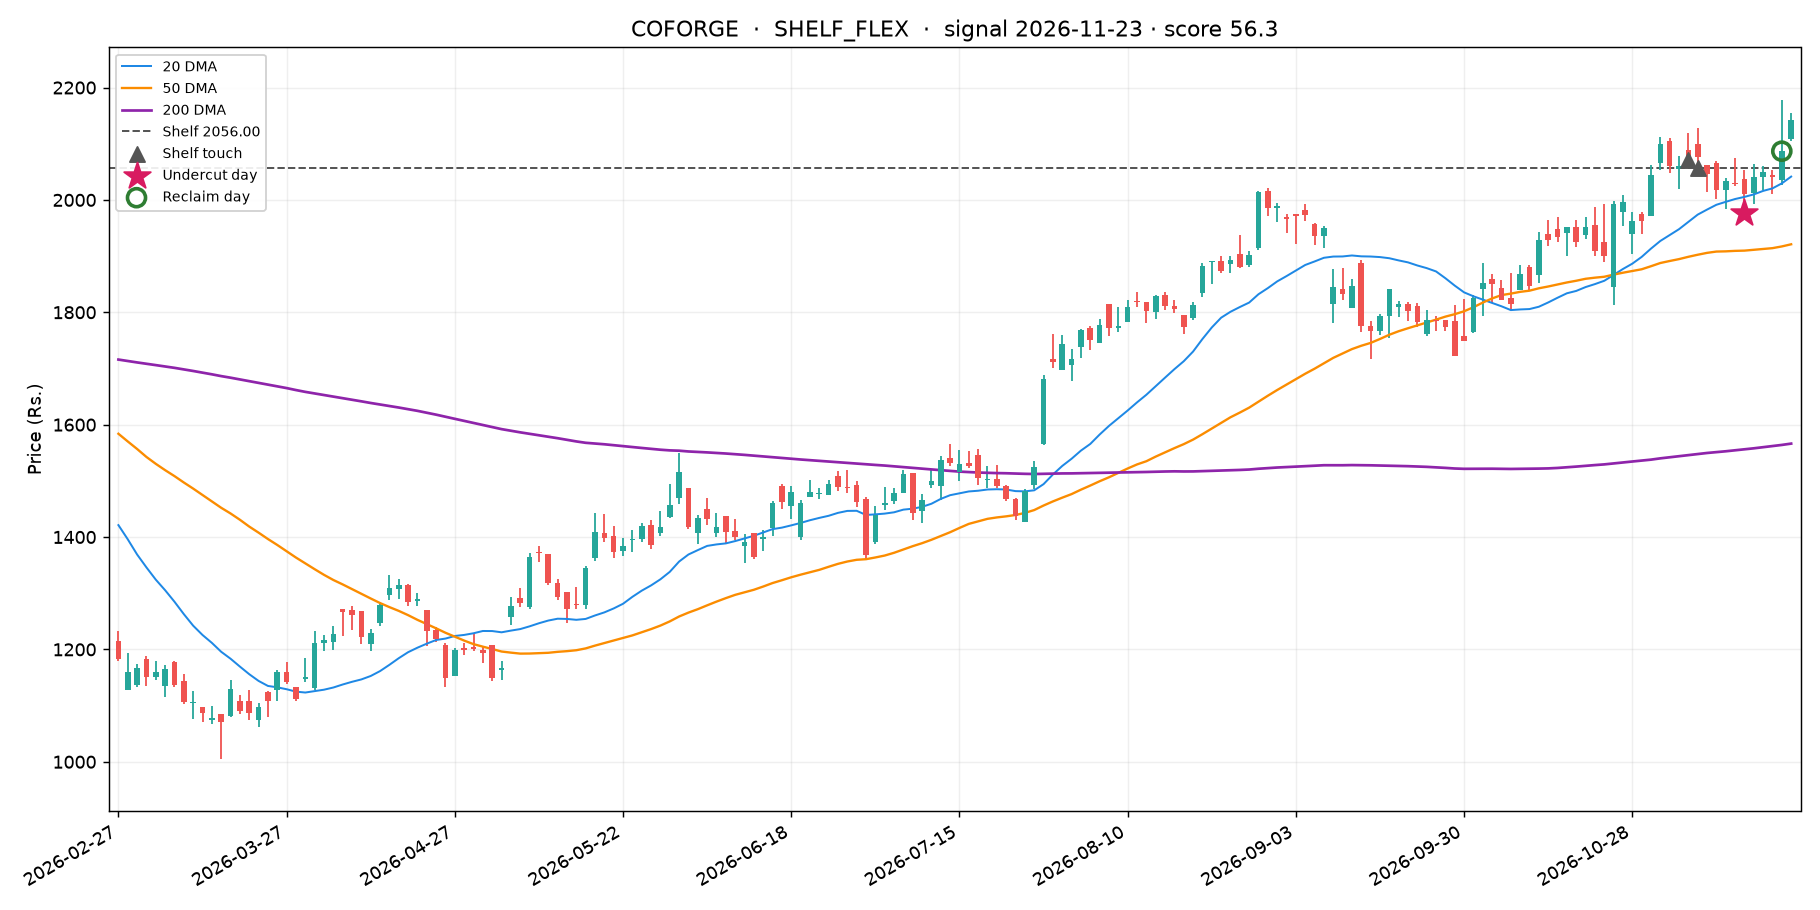 COFORGE · SHELF_FLEX · signal 2026-11-23 · score 56.3
20 DMA
50 DMA
200 DMA
Shelf 2056.00
Shelf touch
Undercut day
Reclaim day
Price (Rs.)
2200
2000
1800
1600
1400
1200
1000
2026-02-27
2026-03-27
2026-04-27
2026-05-22
2026-06-18
2026-07-15
2026-08-10
2026-09-03
2026-09-30
2026-10-28